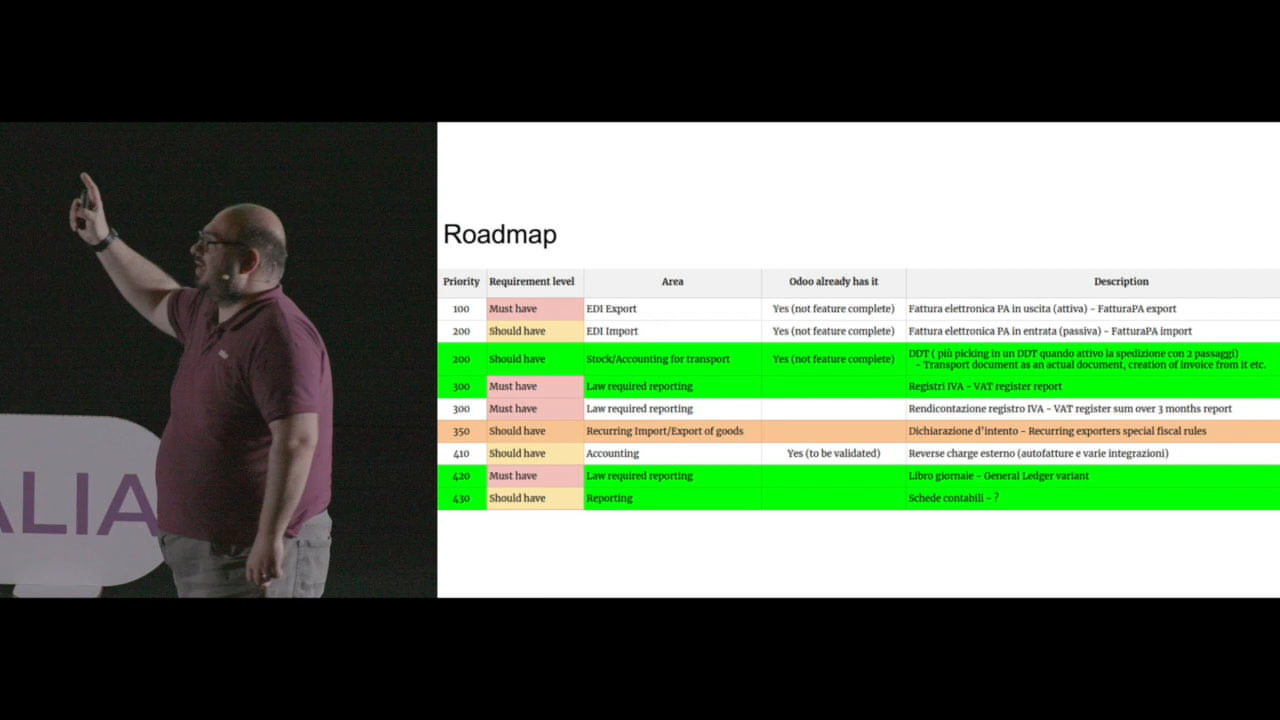 ALIA
Roadmap
Priority Requirement level Area Odoo already has it Description
100 Must have EDI Export Yes (not feature complete) Fattura elettronica PA in uscita (attiva) - FatturaPA export
200 Should have EDI Import Yes (not feature complete) Fattura elettronica PA in entrata (passiva) - FatturaPA import
200 Should have Stock/Accounting for transport Yes (not feature complete) DDT ( più picking in un DDT quando attivo la spedizione con 2 passaggi)
- Transport document as an actual document, creation of invoice from it etc.
300 Must have Law required reporting Registri IVA - VAT register report
300 Must have Law required reporting Rendicontazione registro IVA - VAT register sum over 3 months report
350 Should have Recurring Import/Export of goods Dichiarazione d'intento - Recurring exporters special fiscal rules
410 Should have Accounting Yes (to be validated) Reverse charge esterno (autofatture e varie integrazioni)
420 Must have Law required reporting Libro giornale - General Ledger variant
430 Should have Reporting Schede contabili - ?